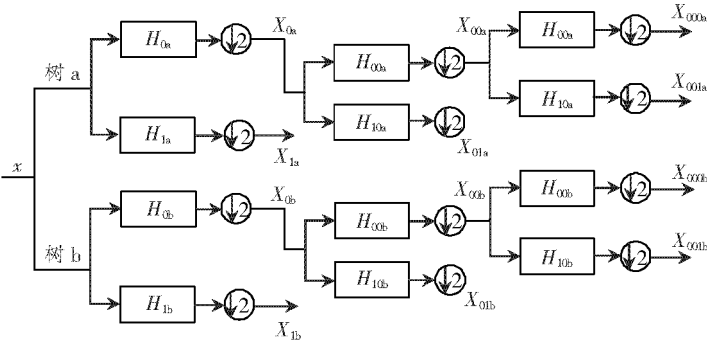 x
树 a
H0a
↓2
X0a
H1a
↓2
X1a
H00a
↓2
X00a
H10a
↓2
X01a
H00a
↓2
X000a
H10a
↓2
X001a
树 b
H0b
↓2
X0b
H1b
↓2
X1b
H00b
↓2
X00b
H10b
↓2
X01b
H00b
↓2
X000b
H10b
↓2
X001b